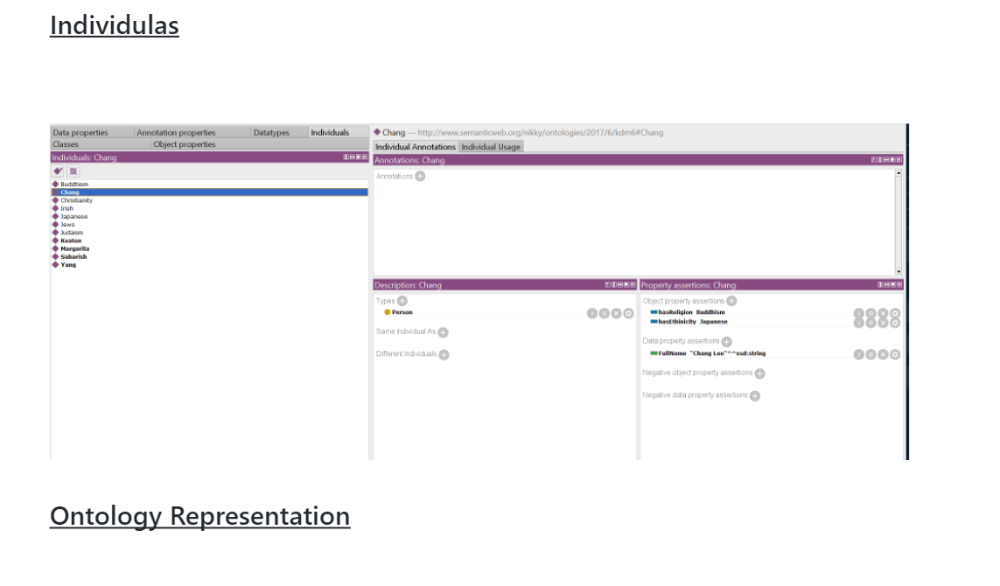 Individulas
Data properties Annotation properties Datatypes Individuals
Classes Object properties
Individuals: Chang
Buddhism
Chang
Christianity
Irish
Japanese
Jews
Judaism
Keaton
Margarita
Sabarish
Yung
Chang — http://www.semanticweb.org/nikky/ontologies/2017/6/kdm6#Chang
Individual Annotations Individual Usage
Annotations: Chang
Annotations
Description: Chang
Types
Person
Same Individual As
Different Individuals
Property assertions: Chang
Object property assertions
hasReligion Buddhism
hasEthinicity Japanese
Data property assertions
FullName "Chang Lee"^^xsd:string
Negative object property assertions
Negative data property assertions
Ontology Representation